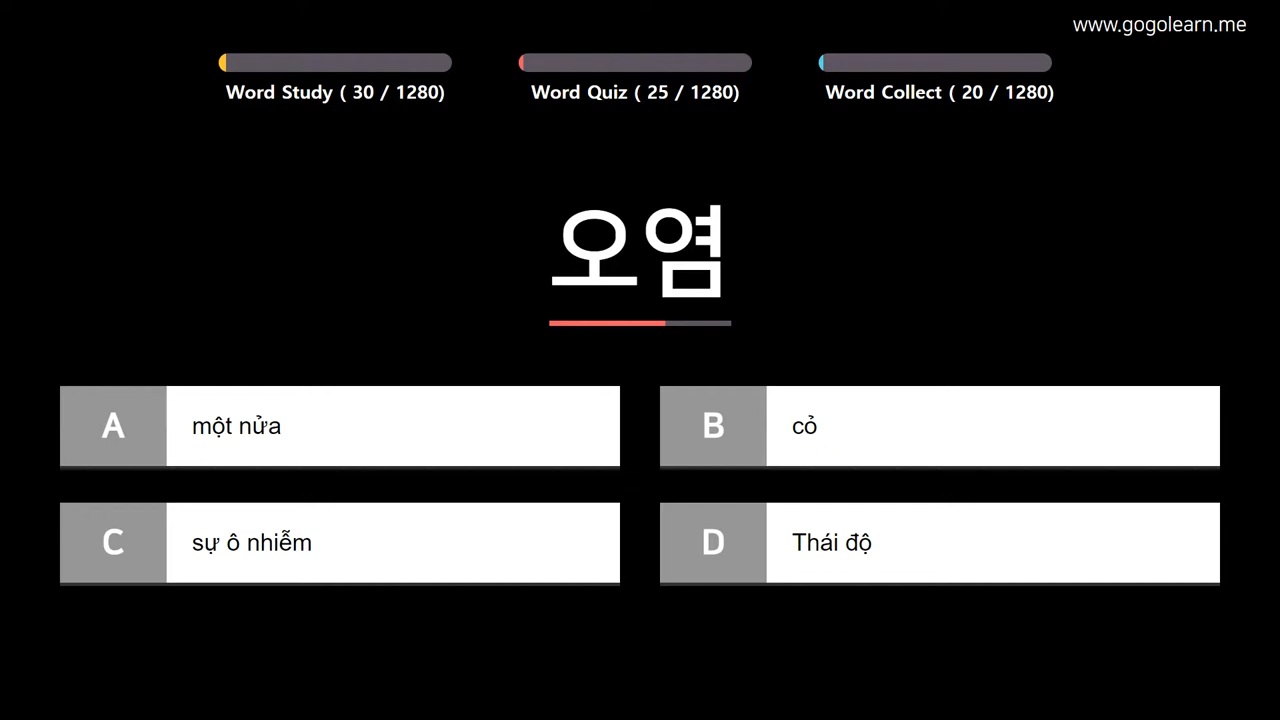 www.gogolearn.me
Word Study ( 30 / 1280)
Word Quiz ( 25 / 1280)
Word Collect ( 20 / 1280)
오염
A một nửa
B cỏ
C sự ô nhiễm
D Thái độ